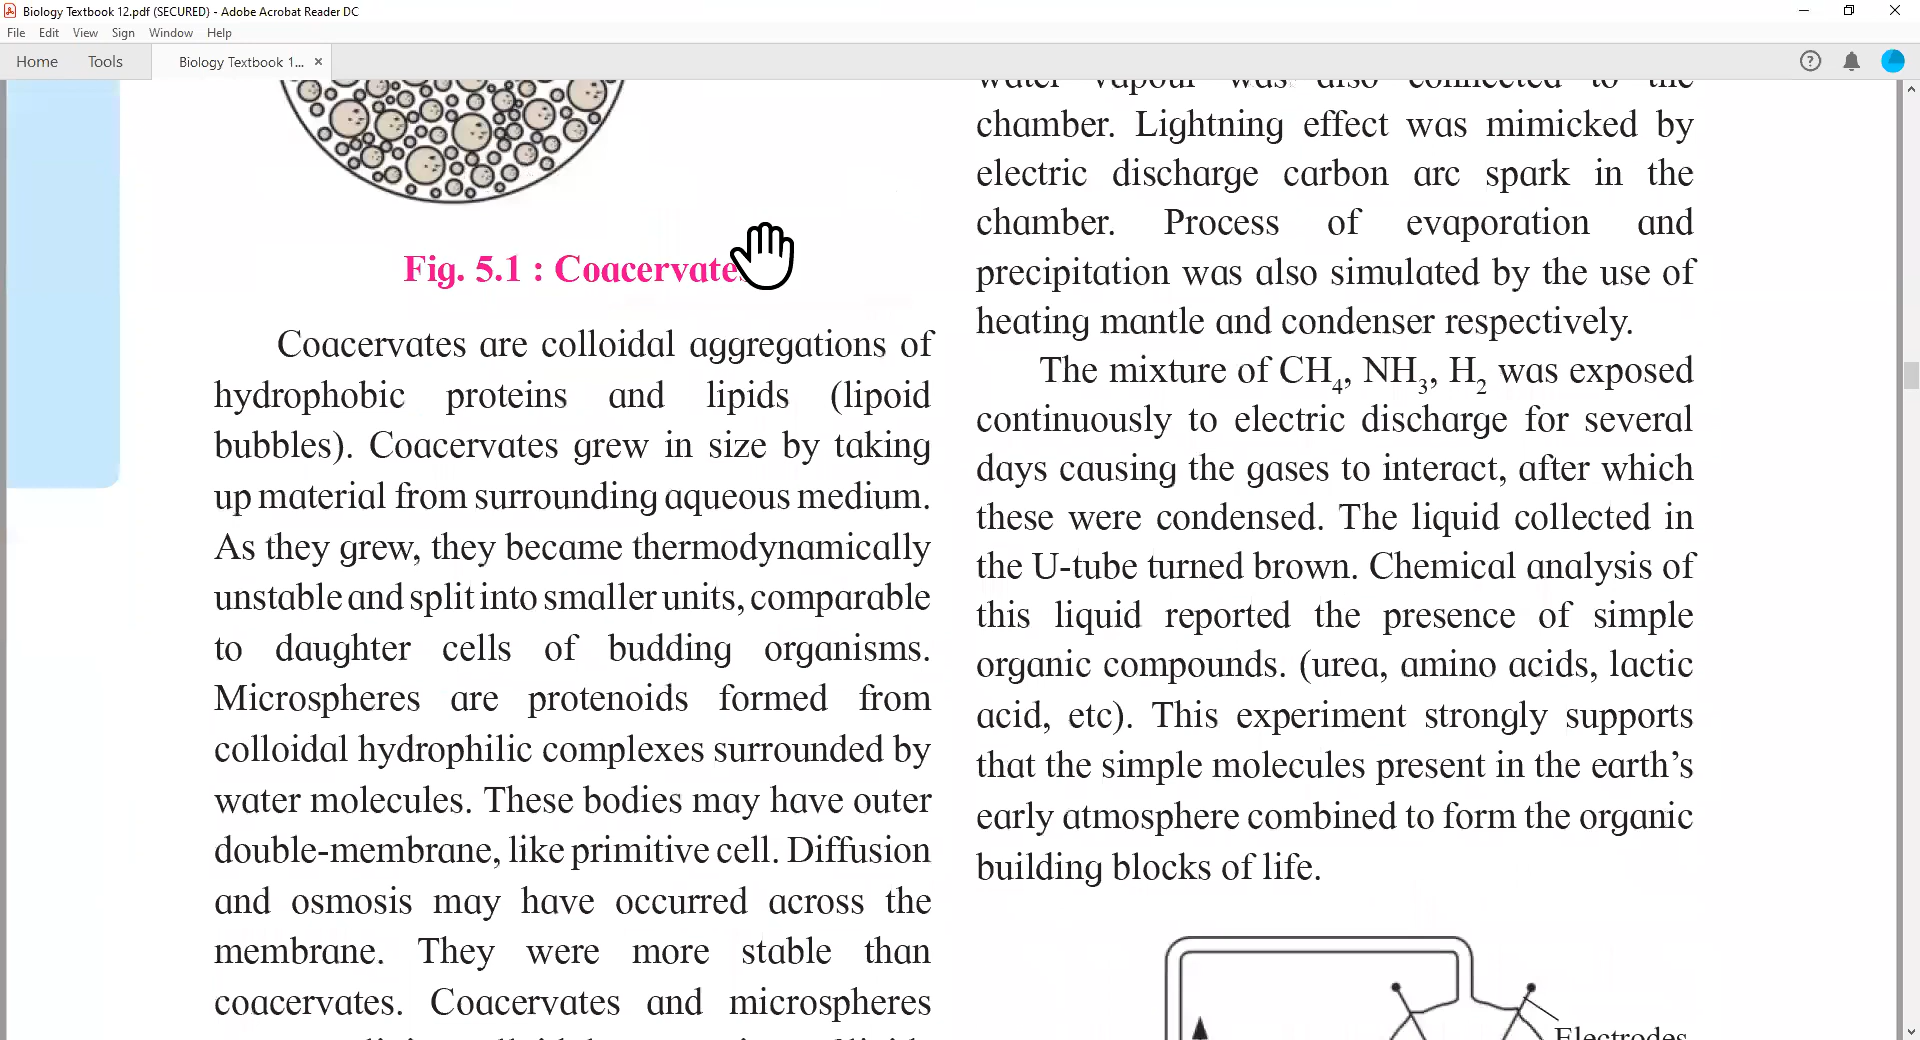 Biology Textbook 12.pdf (SECURED) - Adobe Acrobat Reader DC
File Edit View Sign Window Help
Home Tools Biology Textbook 1... ×
Fig. 5.1 : Coacervate
Coacervates are colloidal aggregations of
hydrophobic proteins and lipids (lipoid
bubbles). Coacervates grew in size by taking
up material from surrounding aqueous medium.
As they grew, they became thermodynamically
unstable and split into smaller units, comparable
to daughter cells of budding organisms.
Microspheres are protenoids formed from
colloidal hydrophilic complexes surrounded by
water molecules. These bodies may have outer
double-membrane, like primitive cell. Diffusion
and osmosis may have occurred across the
membrane. They were more stable than
coacervates. Coacervates and microspheres
water vapour was also connected to the
chamber. Lightning effect was mimicked by
electric discharge carbon arc spark in the
chamber. Process of evaporation and
precipitation was also simulated by the use of
heating mantle and condenser respectively.
The mixture of CH₄, NH₃, H₂ was exposed
continuously to electric discharge for several
days causing the gases to interact, after which
these were condensed. The liquid collected in
the U-tube turned brown. Chemical analysis of
this liquid reported the presence of simple
organic compounds. (urea, amino acids, lactic
acid, etc). This experiment strongly supports
that the simple molecules present in the earth’s
early atmosphere combined to form the organic
building blocks of life.
Electrodes